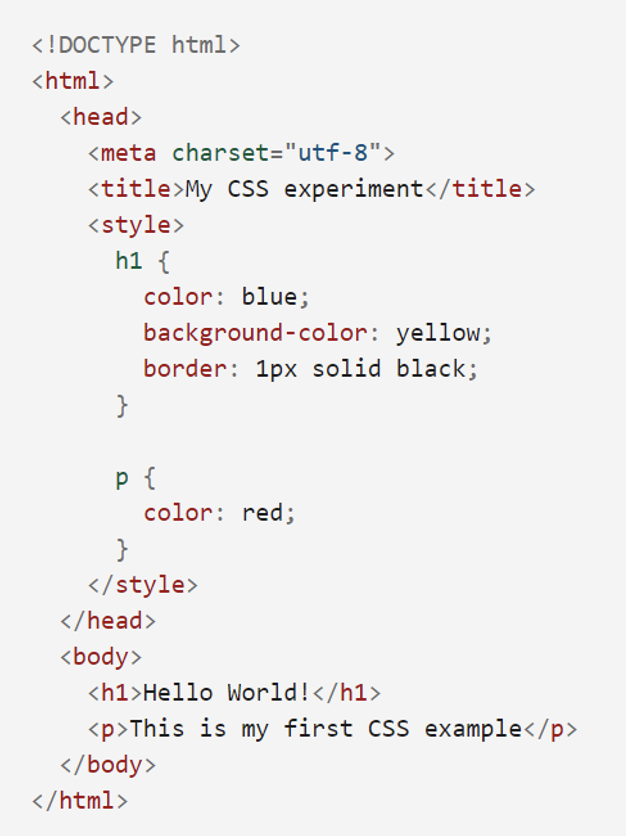 <!DOCTYPE html>
<html>
  <head>
    <meta charset="utf-8">
    <title>My CSS experiment</title>
    <style>
      h1 {
        color: blue;
        background-color: yellow;
        border: 1px solid black;
      }

      p {
        color: red;
      }
    </style>
  </head>
  <body>
    <h1>Hello World!</h1>
    <p>This is my first CSS example</p>
  </body>
</html>